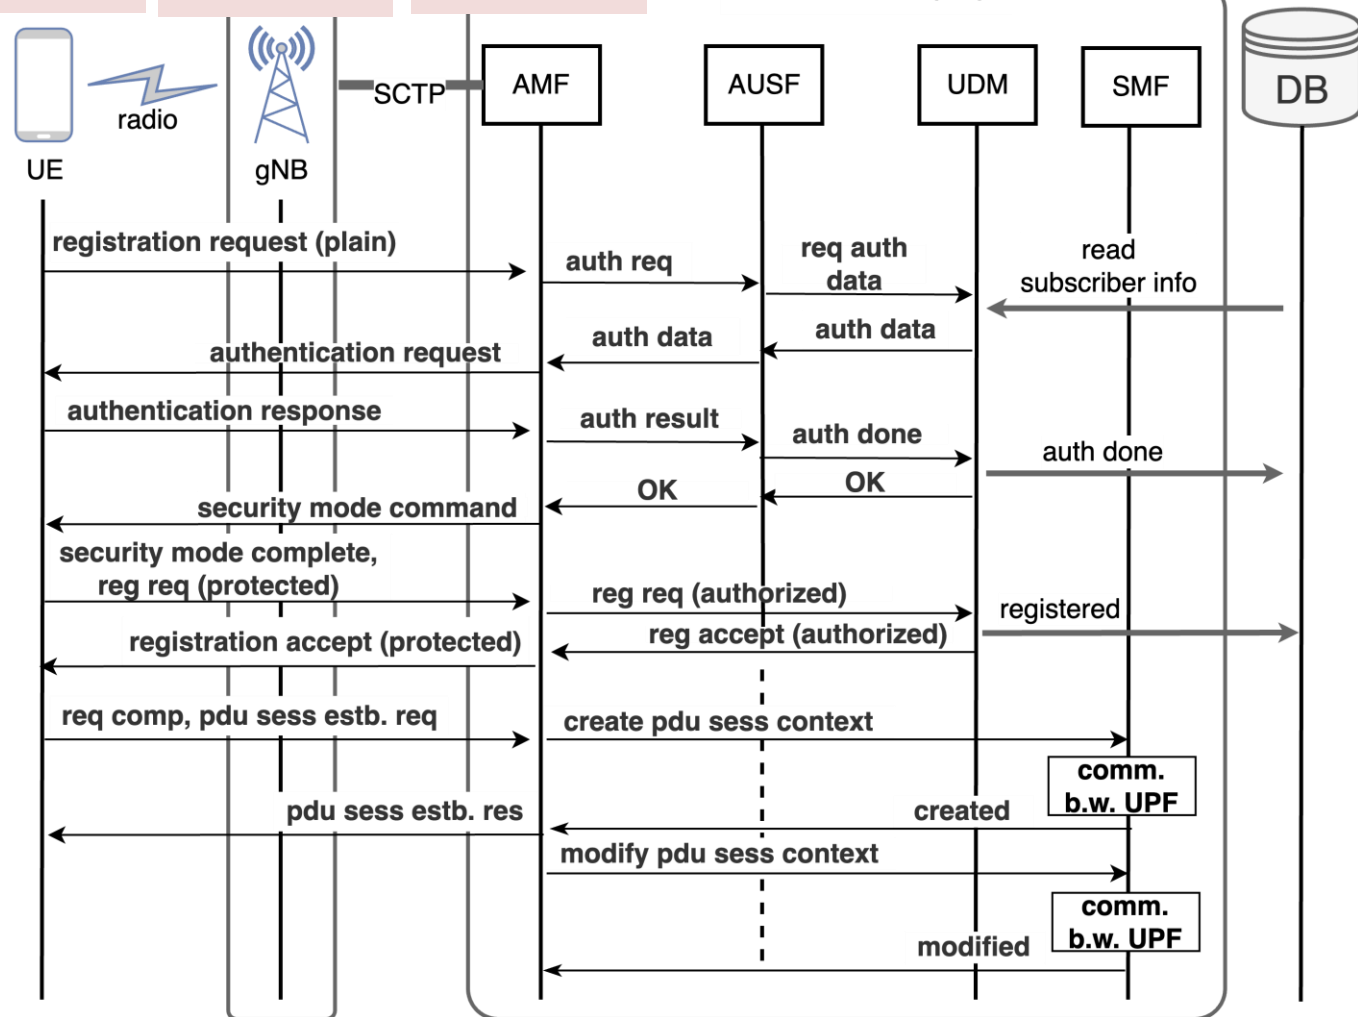 AMF
AUSF
UDM
SMF
DB
SCTP
radio
UE
gNB
registration request (plain)
auth req
req auth
data
read
subscriber info
auth data
auth data
authentication request
authentication response
auth result
auth done
auth done
OK
OK
security mode command
security mode complete,
reg req (protected)
reg req (authorized)
registered
registration accept (protected)
reg accept (authorized)
req comp, pdu sess estb. req
create pdu sess context
comm.
b.w. UPF
pdu sess estb. res
created
modify pdu sess context
comm.
b.w. UPF
modified